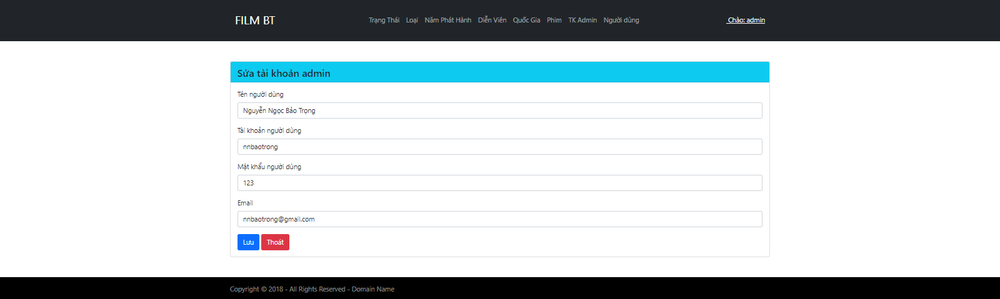 FILM BT Trạng Thái Loại Năm Phát Hành Diễn Viên Quốc Gia Phim TK Admin Người dùng Chào: admin
Sửa tài khoản admin
Tên người dùng
Nguyễn Ngọc Bảo Trọng
Tài khoản người dùng
nnbaotrong
Mật khẩu người dùng
123
Email
nnbaotrong@gmail.com
Lưu Thoát
Copyright © 2018 - All Rights Reserved - Domain Name